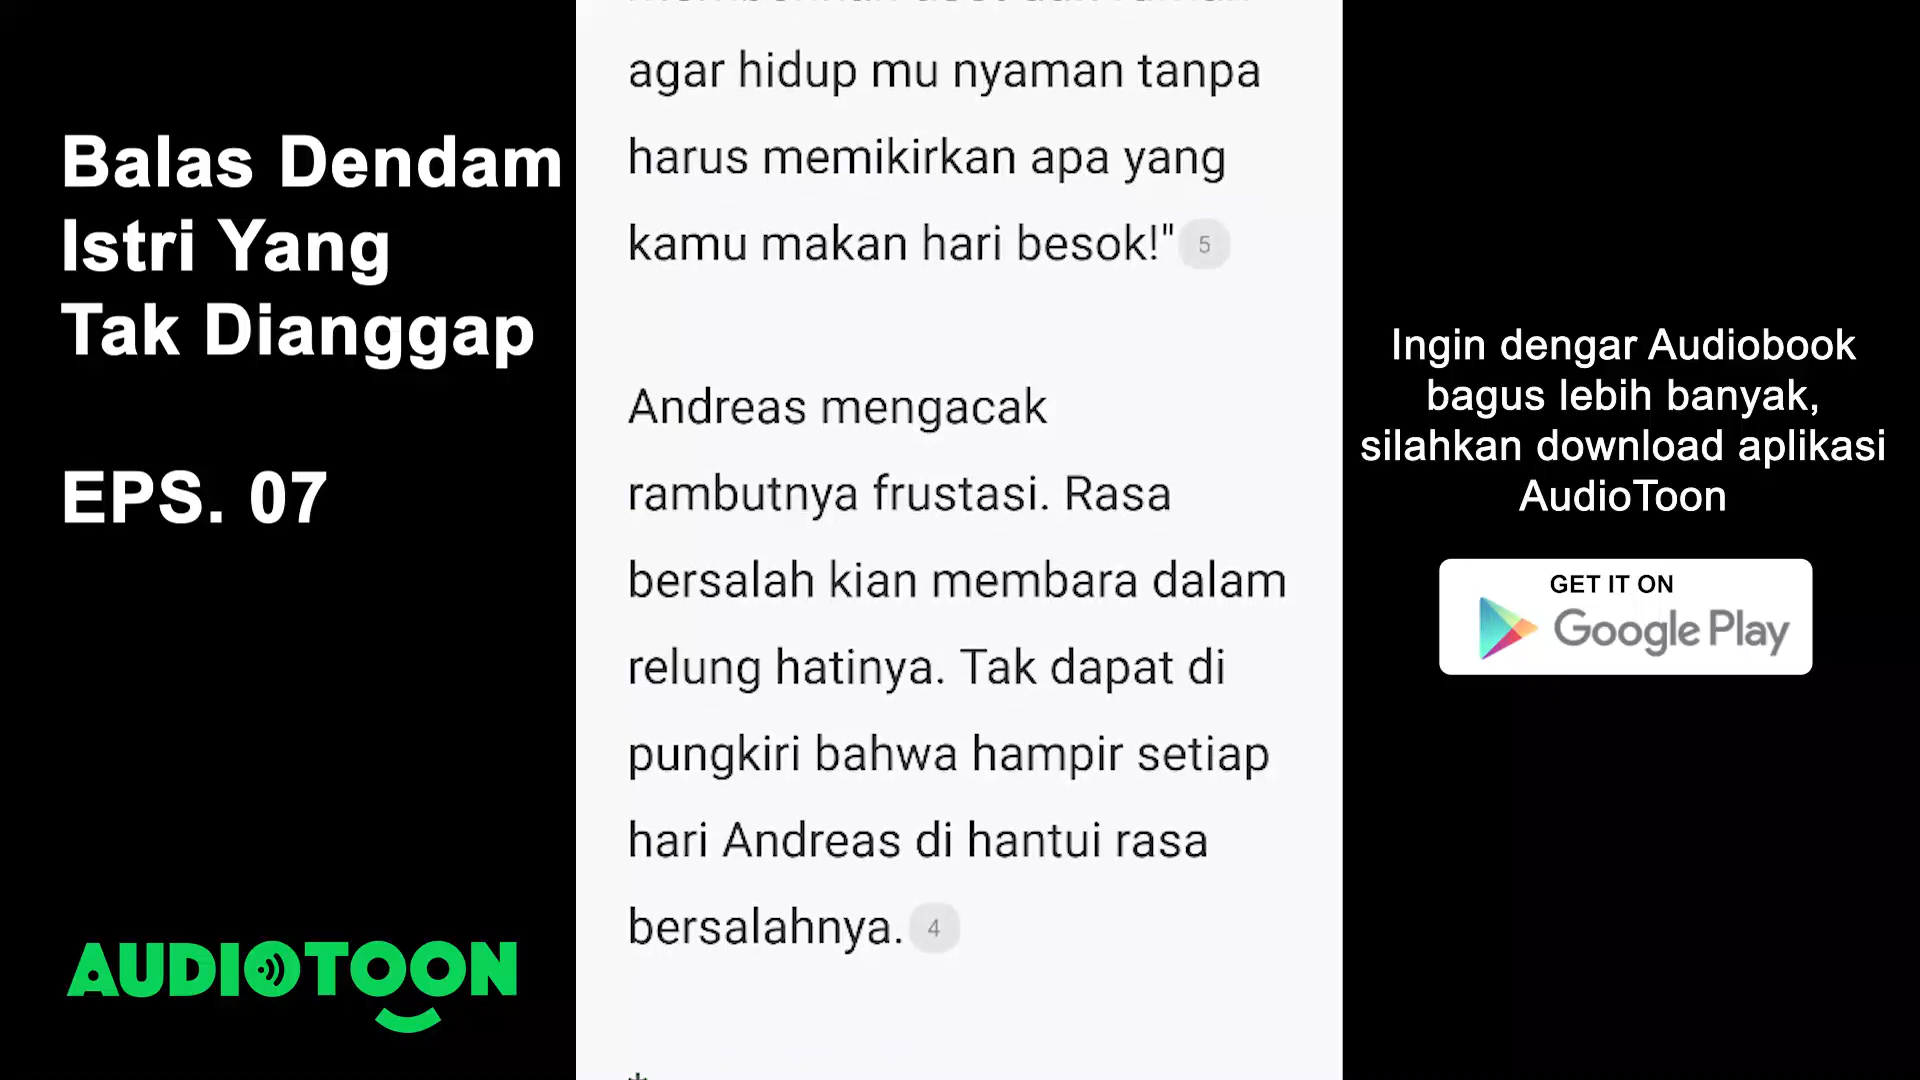 Balas Dendam
Istri Yang
Tak Dianggap
EPS. 07
AUDIOTOON
agar hidup mu nyaman tanpa
harus memikirkan apa yang
kamu makan hari besok!" 5
Andreas mengacak
rambutnya frustasi. Rasa
bersalah kian membara dalam
relung hatinya. Tak dapat di
pungkiri bahwa hampir setiap
hari Andreas di hantui rasa
bersalahnya. 4
Ingin dengar Audiobook
bagus lebih banyak,
silahkan download aplikasi
AudioToon
GET IT ON
Google Play